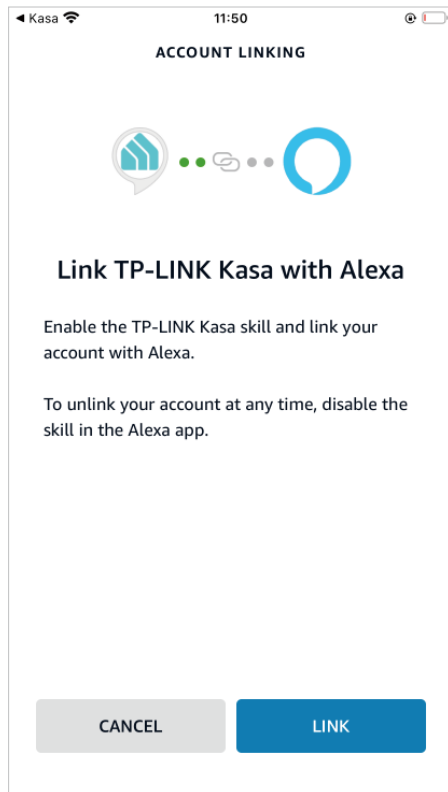 ◀ Kasa 11:50
ACCOUNT LINKING
Link TP-LINK Kasa with Alexa
Enable the TP-LINK Kasa skill and link your
account with Alexa.
To unlink your account at any time, disable the
skill in the Alexa app.
CANCEL LINK